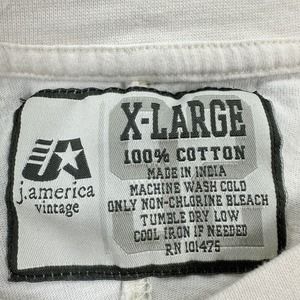 j.america
vintage
X-LARGE
100% COTTON
MADE IN INDIA
MACHINE WASH COLD
ONLY NON-CHLORINE BLEACH
TUMBLE DRY LOW
COOL IRON IF NEEDED
RN 101475